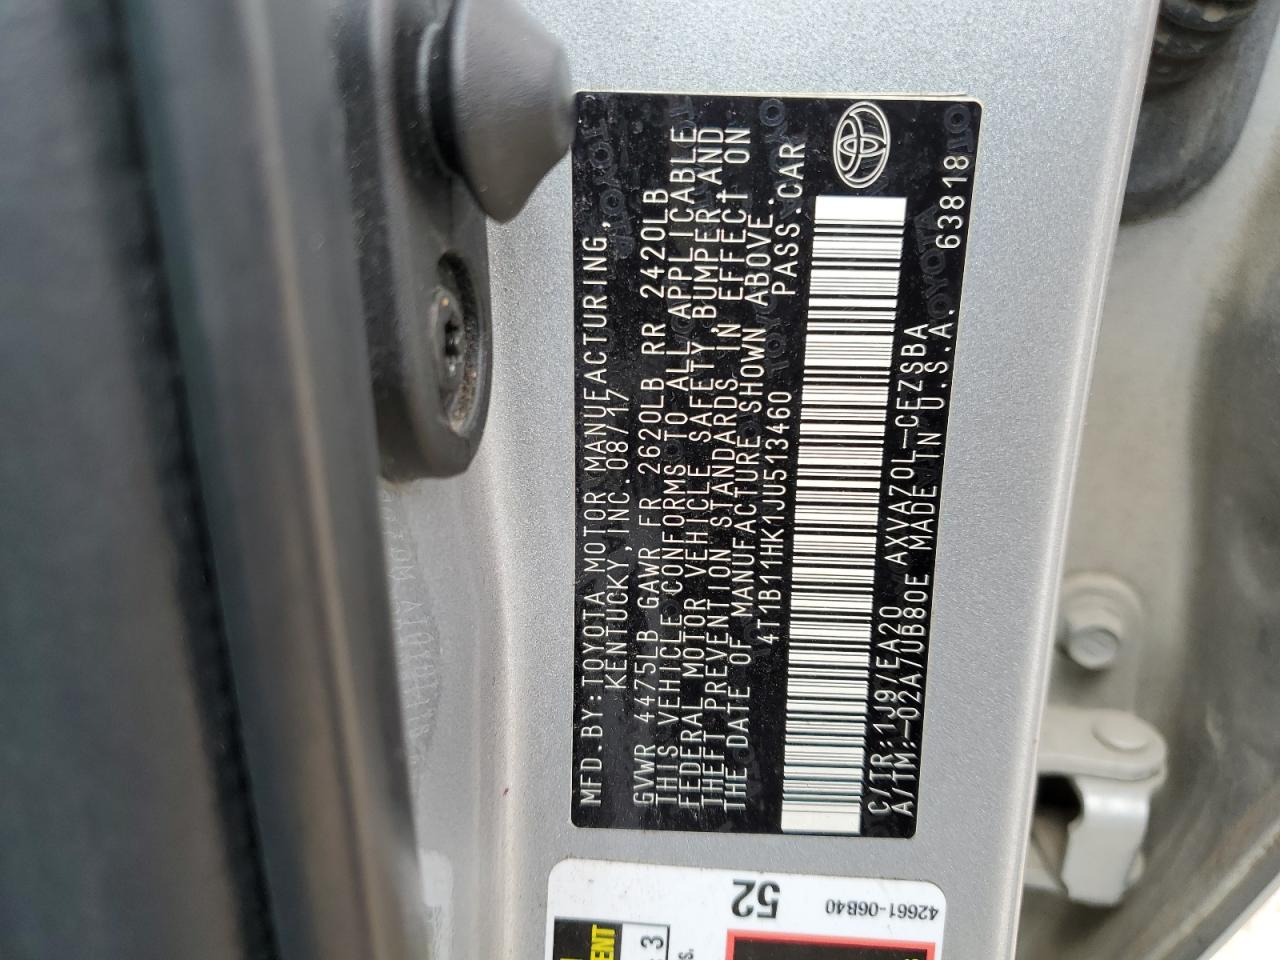 MFD.BY:TOYOTA MOTOR MANUFACTURING,
KENTUCKY,INC.08/17
GVWR 4475LB GAWR FR 2620LB RR 2420LB
THIS VEHICLE CONFORMS TO ALL APPLICABLE
FEDERAL MOTOR VEHICLE SAFETY,BUMPER,AND
THEFT PREVENTION STANDARDS IN EFFECT ON
THE DATE OF MANUFACTURE SHOWN ABOVE.
4T1B11HK1JU513460 PASS.CAR
C/TR:1J9/EA20 AXVA70L-CEZSBA
A/TM:-02A/UB80E MADE IN U.S.A. 63818
52
42661-06B40
3